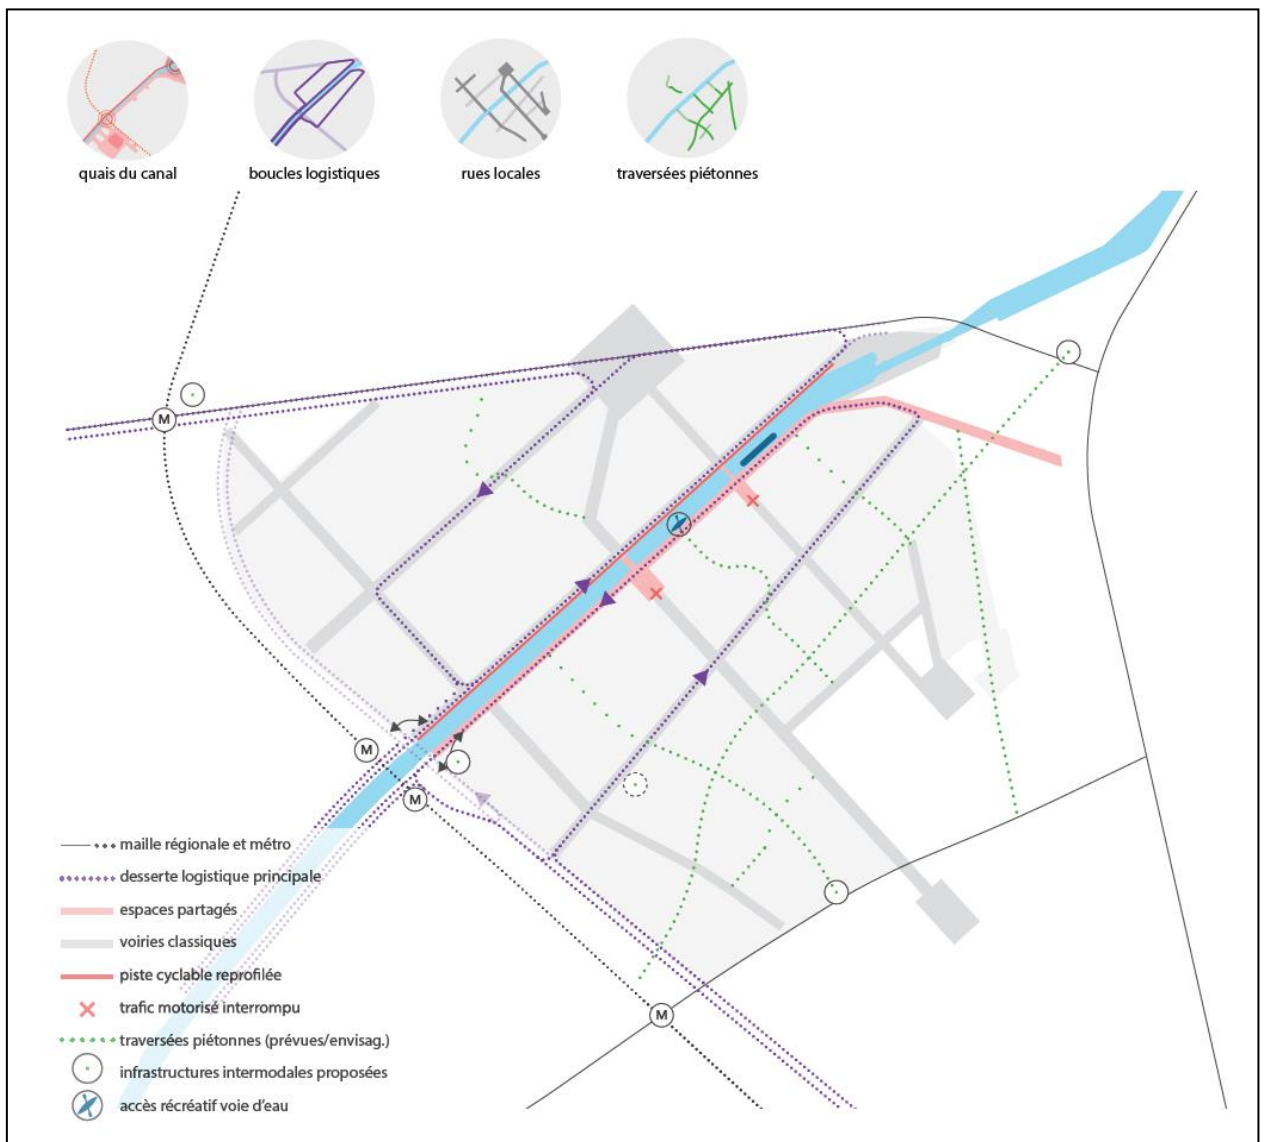 quais du canal
boucles logistiques
rues locales
traversées piétonnes
M
M
M
maille régionale et métro
desserte logistique principale
espaces partagés
voiries classiques
piste cyclable reprofilée
trafic motorisé interrompu
M
traversées piétonnes (prévues/envisag.)
infrastructures intermodales proposées
accès récréatif voie d'eau